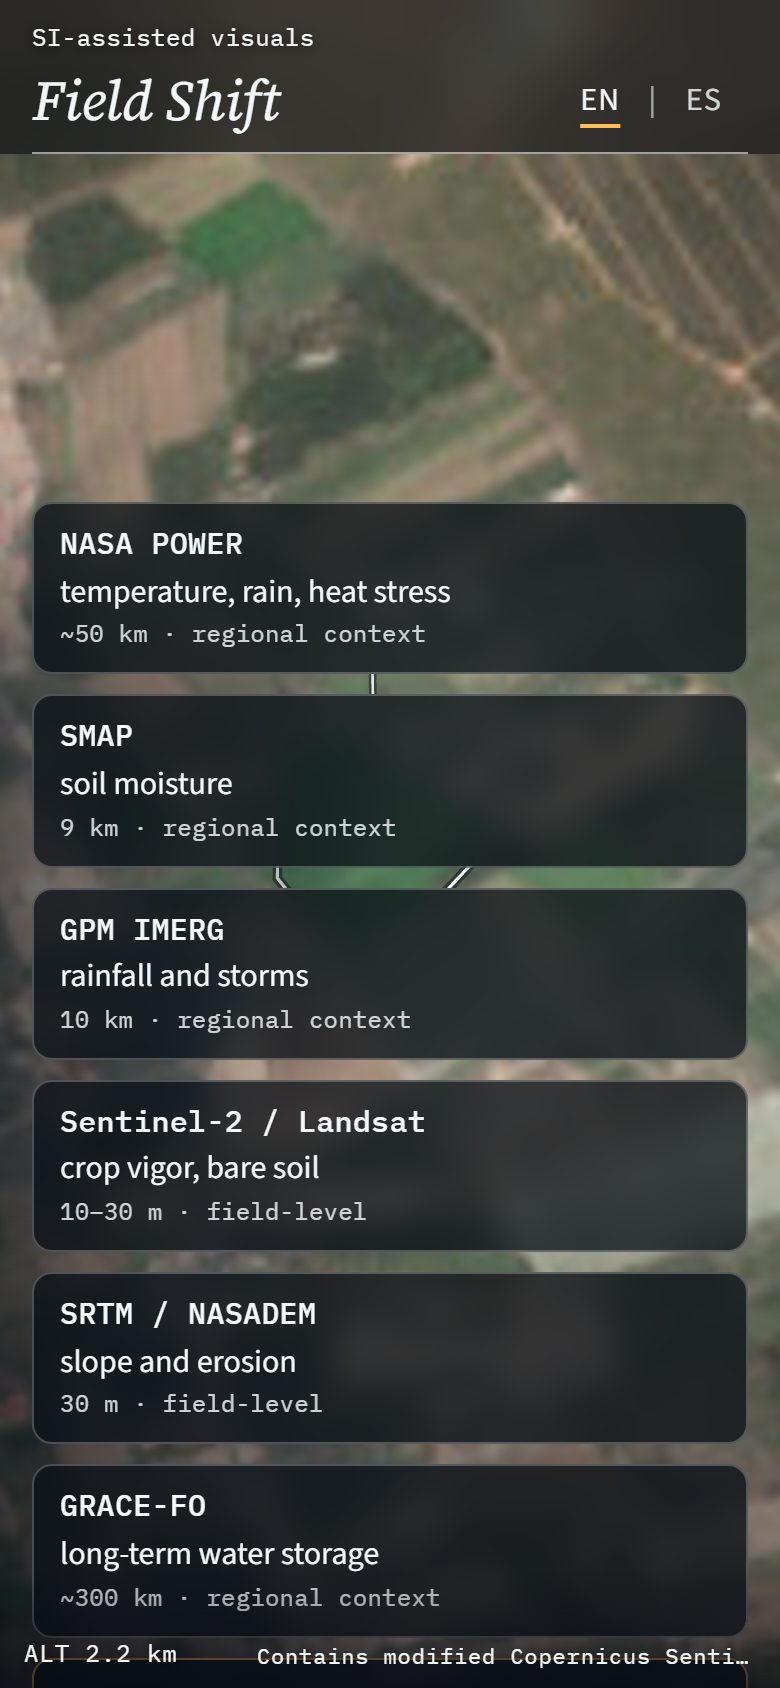 SI-assisted visuals
Field Shift
EN | ES
NASA POWER
temperature, rain, heat stress
~50 km · regional context
SMAP
soil moisture
9 km · regional context
GPM IMERG
rainfall and storms
10 km · regional context
Sentinel-2 / Landsat
crop vigor, bare soil
10–30 m · field-level
SRTM / NASADEM
slope and erosion
30 m · field-level
GRACE-FO
long-term water storage
~300 km · regional context
ALT 2.2 km
Contains modified Copernicus Senti…